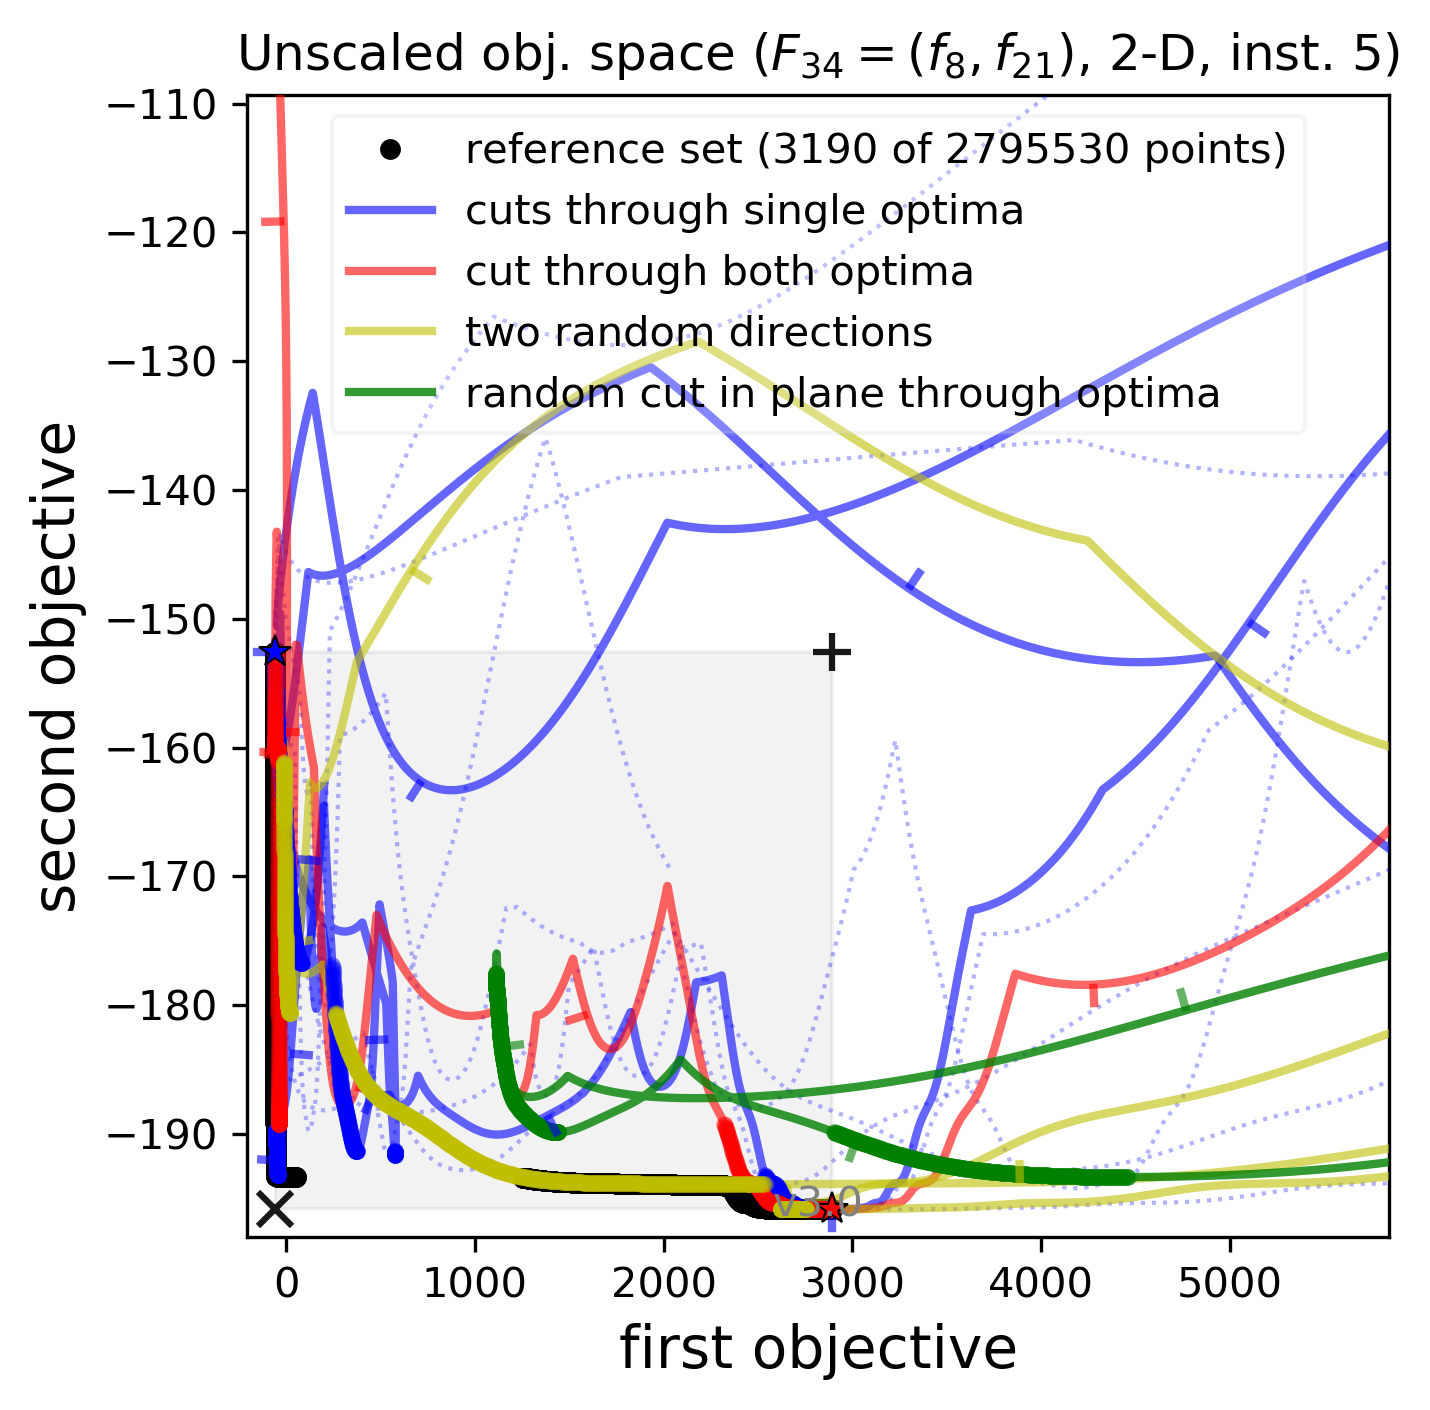 Unscaled obj. space (F₃₄ = (f₈, f₂₁), 2-D, inst. 5)
reference set (3190 of 2795530 points)
cuts through single optima
cut through both optima
two random directions
random cut in plane through optima
−110
−120
−130
−140
−150
−160
−170
−180
−190
second objective
v3.0
0 1000 2000 3000 4000 5000
first objective